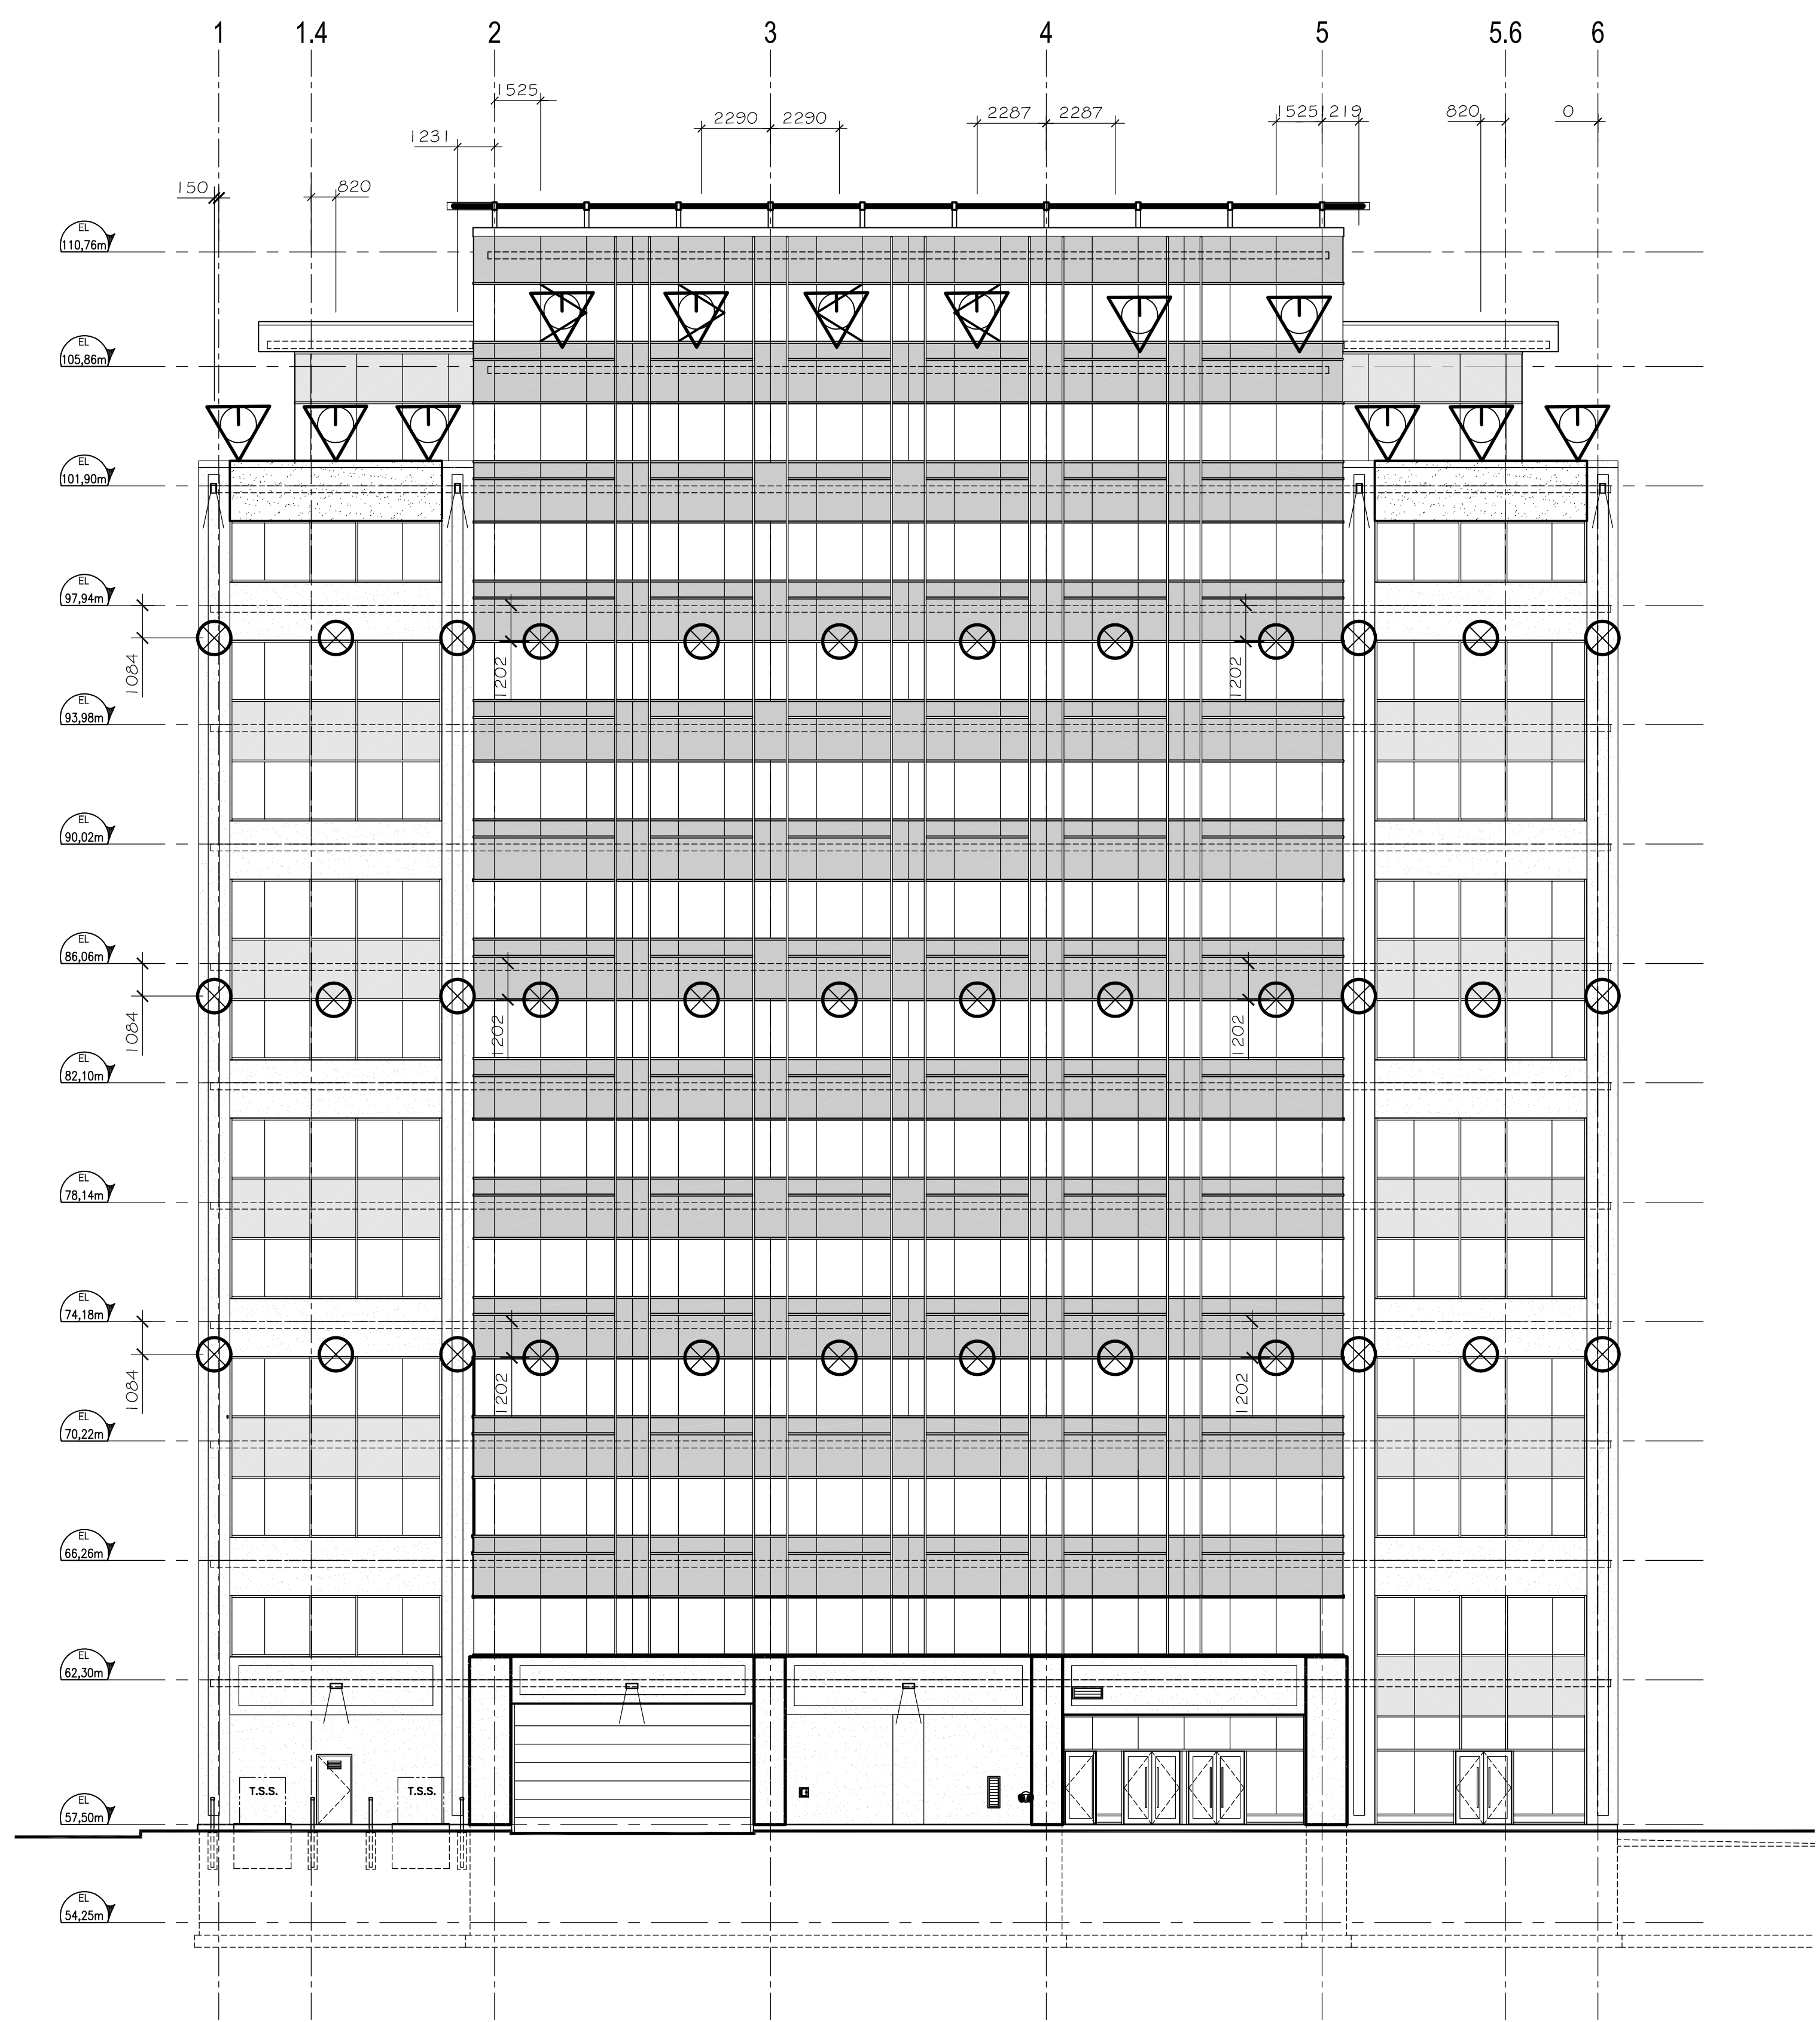 1 1.4 2 3 4 5 5.6 6
1525
2290 2290 2287 2287 1525 1219 820 0
1231
150 820
EL
110,76m
EL
105,86m
EL
101,90m
EL
97,94m
1084 1202 1202
EL
93,98m
EL
90,02m
EL
86,06m
1084 1202 1202
EL
82,10m
EL
78,14m
EL
74,18m
1084 1202 1202
EL
70,22m
EL
66,26m
EL
62,30m
T.S.S. T.S.S.
EL
57,50m
EL
54,25m